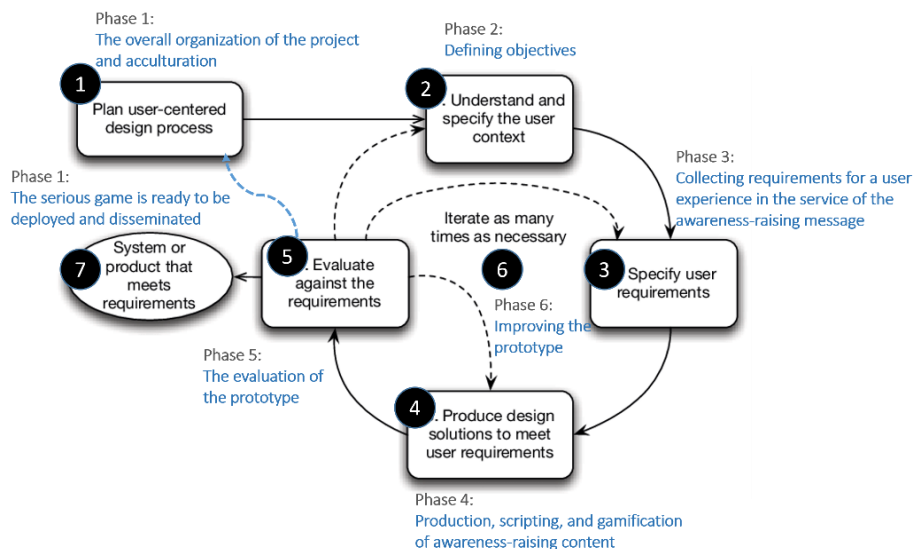 Phase 1:
The overall organization of the project
and acculturation
1
Plan user-centered
design process
Phase 2:
Defining objectives
2
. Understand and
specify the user
context
Phase 3:
Collecting requirements for a user
experience in the service of the
awareness-raising message
3
Specify user
requirements
Phase 1:
The serious game is ready to be
deployed and disseminated
7
System or
product that
meets
requirements
5
. Evaluate
against the
requirements
Iterate as many
times as necessary
6
Phase 6:
Improving the
prototype
Phase 5:
The evaluation of
the prototype
4
. Produce design
solutions to meet
user requirements
Phase 4:
Production, scripting, and gamification
of awareness-raising content